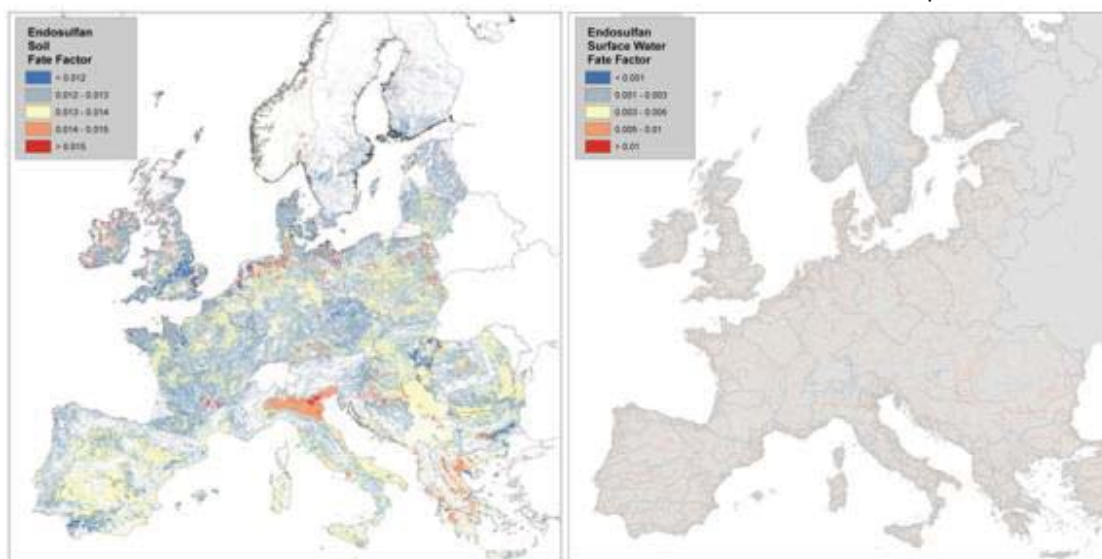 Endosulfan
Soil
Fate Factor
< 0.012
0.012 - 0.013
0.013 - 0.014
0.014 - 0.015
> 0.015
Endosulfan
Surface Water
Fate Factor
< 0.001
0.001 - 0.003
0.003 - 0.005
0.005 - 0.01
> 0.01